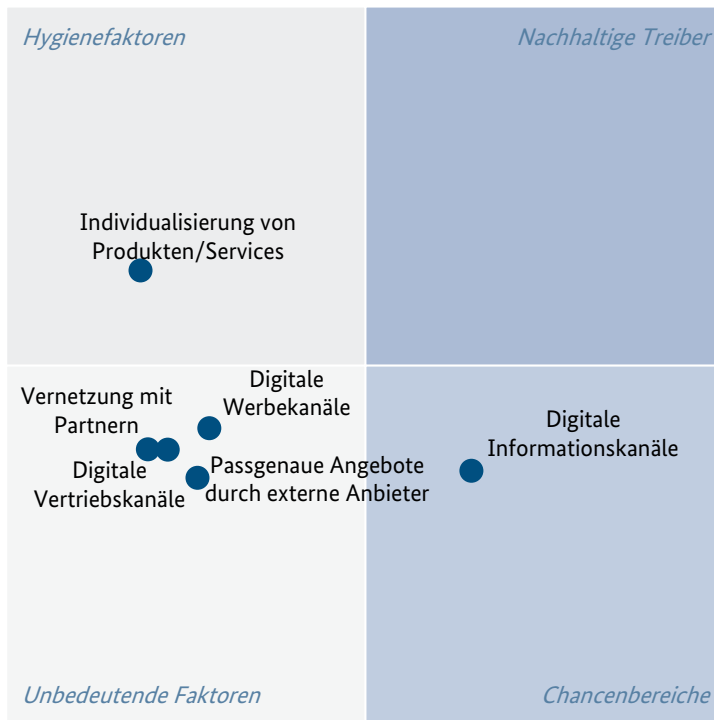 Hygienefaktoren
Nachhaltige Treiber
Individualisierung von
Produkten/Services
Digitale
Werbekanäle
Vernetzung mit
Partnern
Digitale
Informationskanäle
Passgenaue Angebote
durch externe Anbieter
Digitale
Vertriebskanäle
Unbedeutende Faktoren
Chancenbereiche